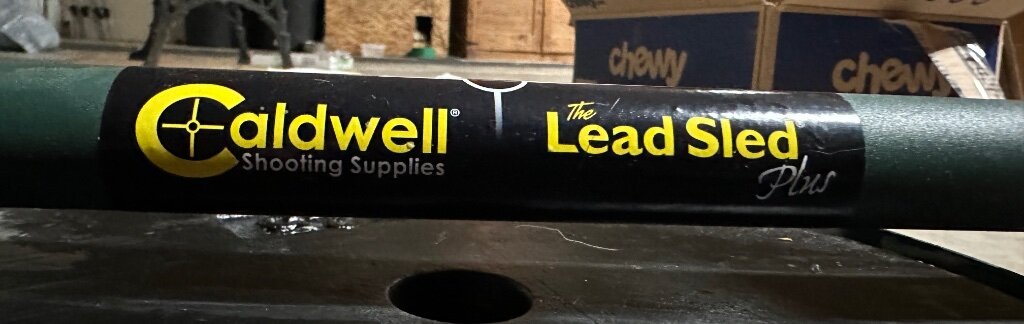 chewy
chewy
Caldwell®
Shooting Supplies
The
Lead Sled
Plus